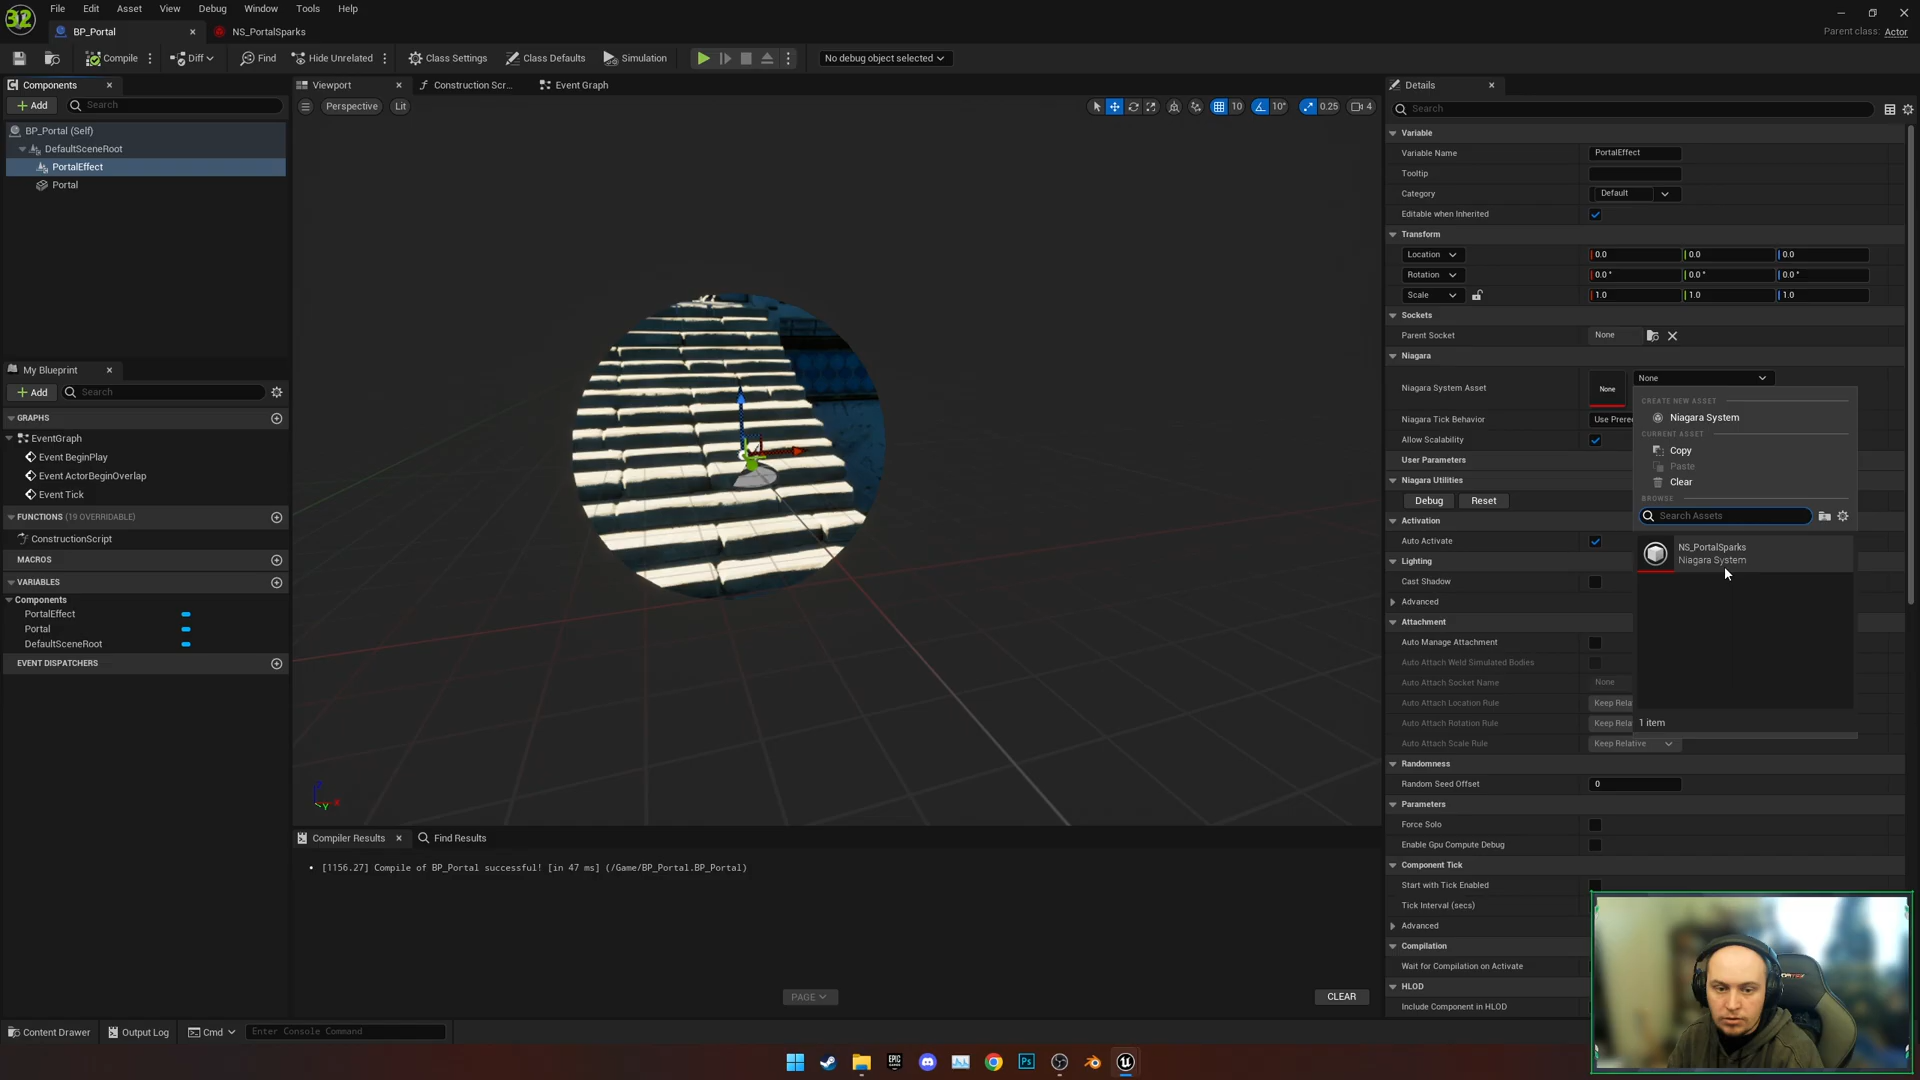 File Edit Asset View Debug Window Tools Help
BP_Portal
NS_PortalSparks
Parent class: Actor
Compile
Diff
Find
Hide Unrelated
Class Settings
Class Defaults
Simulation
No debug object selected
Components
Add
Search
BP_Portal (Self)
DefaultSceneRoot
PortalEffect
Portal
My Blueprint
Add
Search
GRAPHS
EventGraph
Event BeginPlay
Event ActorBeginOverlap
Event Tick
FUNCTIONS (19 OVERRIDABLE)
ConstructionScript
MACROS
VARIABLES
Components
PortalEffect
Portal
DefaultSceneRoot
EVENT DISPATCHERS
Viewport
Construction Scr...
Event Graph
Perspective
Lit
10
10°
0.25
4
Compiler Results
Find Results
[1156.27] Compile of BP_Portal successful! [in 47 ms] (/Game/BP_Portal.BP_Portal)
PAGE
CLEAR
Details
Search
Variable
Variable Name PortalEffect
Tooltip
Category Default
Editable when Inherited
Transform
Location 0.0 0.0 0.0
Rotation 0.0 ° 0.0 ° 0.0 °
Scale 1.0 1.0 1.0
Sockets
Parent Socket None
Niagara
Niagara System Asset None None
Niagara Tick Behavior Use Prere
Allow Scalability
User Parameters
Niagara Utilities
Debug Reset
Activation
Auto Activate
Lighting
Cast Shadow
Advanced
Attachment
Auto Manage Attachment
Auto Attach Weld Simulated Bodies
Auto Attach Socket Name None
Auto Attach Location Rule Keep Rela
Auto Attach Rotation Rule Keep Rela
Auto Attach Scale Rule Keep Relative
Randomness
Random Seed Offset 0
Parameters
Force Solo
Enable Gpu Compute Debug
Component Tick
Start with Tick Enabled
Tick Interval (secs)
Advanced
Compilation
Wait for Compilation on Activate
HLOD
Include Component in HLOD
CREATE NEW ASSET
Niagara System
CURRENT ASSET
Copy
Paste
Clear
BROWSE
Search Assets
NS_PortalSparks
Niagara System
1 item
Content Drawer
Output Log
Cmd
Enter Console Command